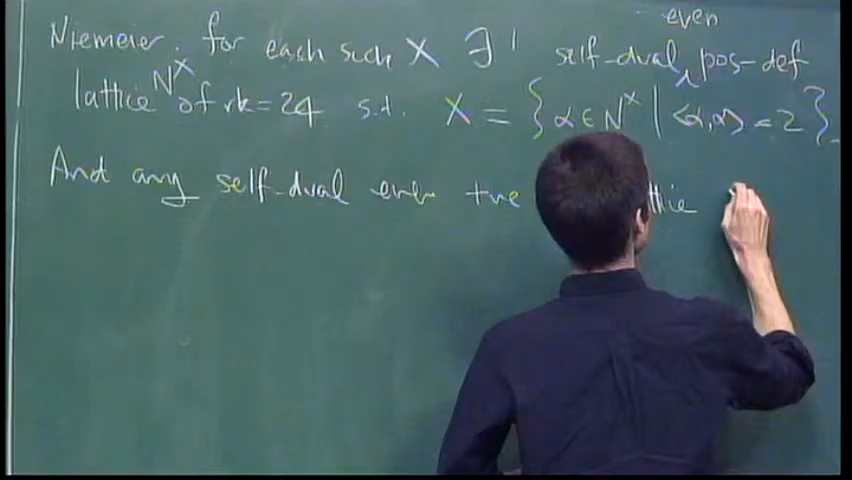 even
Niemeier. for each such X ∃! self-dual, pos-def
lattice N^X of rk=24 s.t. X = {α ∈ N^X | <α,α> = 2}
And any self-dual even +ve lattice